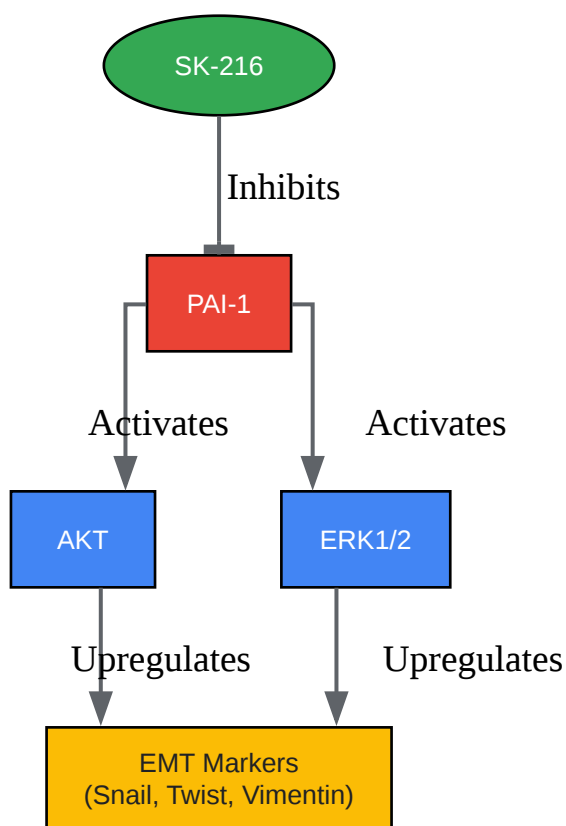 SK-216
Inhibits
PAI-1
Activates
Activates
AKT
ERK1/2
Upregulates
Upregulates
EMT Markers
(Snail, Twist, Vimentin)